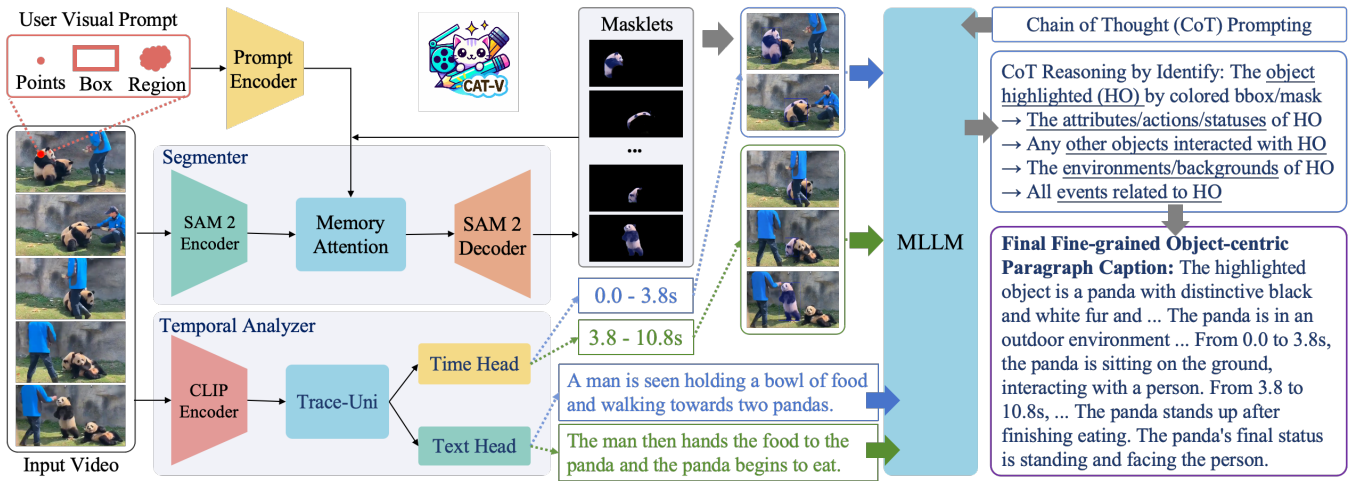 User Visual Prompt
Points Box Region
Prompt
Encoder
CAT-V
Masklets
...
MLLM
Chain of Thought (CoT) Prompting
CoT Reasoning by Identify: The object
highlighted (HO) by colored bbox/mask
→ The attributes/actions/statuses of HO
→ Any other objects interacted with HO
→ The environments/backgrounds of HO
→ All events related to HO
Segmenter
SAM 2
Encoder
Memory
Attention
SAM 2
Decoder
Temporal Analyzer
CLIP
Encoder
Trace-Uni
Time Head
Text Head
0.0 - 3.8s
3.8 - 10.8s
A man is seen holding a bowl of food
and walking towards two pandas.
The man then hands the food to the
panda and the panda begins to eat.
Input Video
Final Fine-grained Object-centric
Paragraph Caption: The highlighted
object is a panda with distinctive black
and white fur and ... The panda is in an
outdoor environment ... From 0.0 to 3.8s,
the panda is sitting on the ground,
interacting with a person. From 3.8 to
10.8s, ... The panda stands up after
finishing eating. The panda's final status
is standing and facing the person.